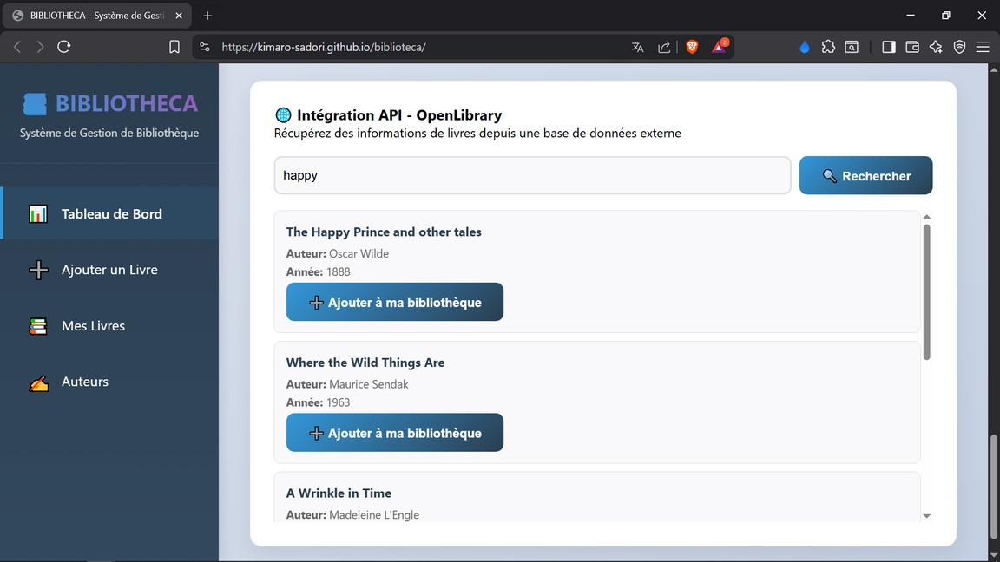 BIBLIOTHECA - Système de Gesti
https://kimaro-sadori.github.io/biblioteca/
2
BIBLIOTHECA
Système de Gestion de Bibliothèque
Tableau de Bord
Ajouter un Livre
Mes Livres
Auteurs
Intégration API - OpenLibrary
Récupérez des informations de livres depuis une base de données externe
happy
Rechercher
The Happy Prince and other tales
Auteur: Oscar Wilde
Année: 1888
Ajouter à ma bibliothèque
Where the Wild Things Are
Auteur: Maurice Sendak
Année: 1963
Ajouter à ma bibliothèque
A Wrinkle in Time
Auteur: Madeleine L'Engle